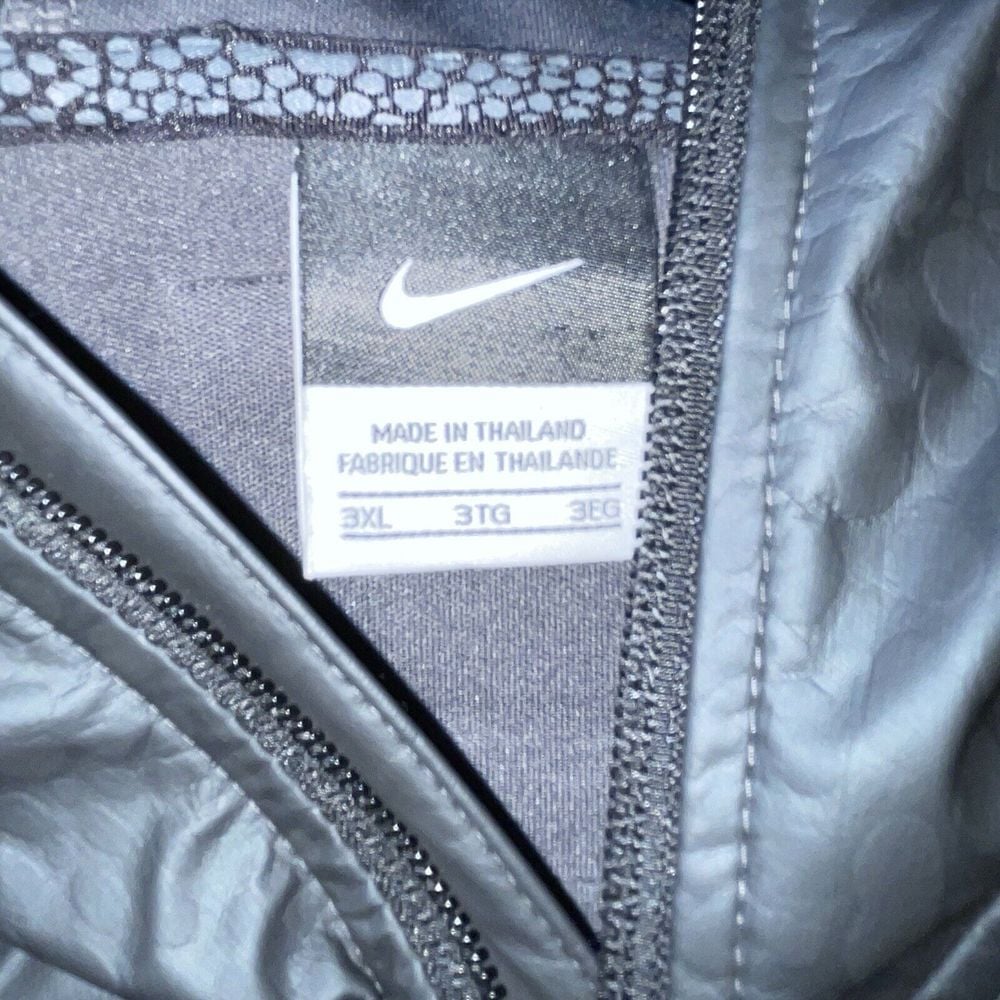 MADE IN THAILAND
FABRIQUE EN THAILANDE
3XL 3TG 3EG